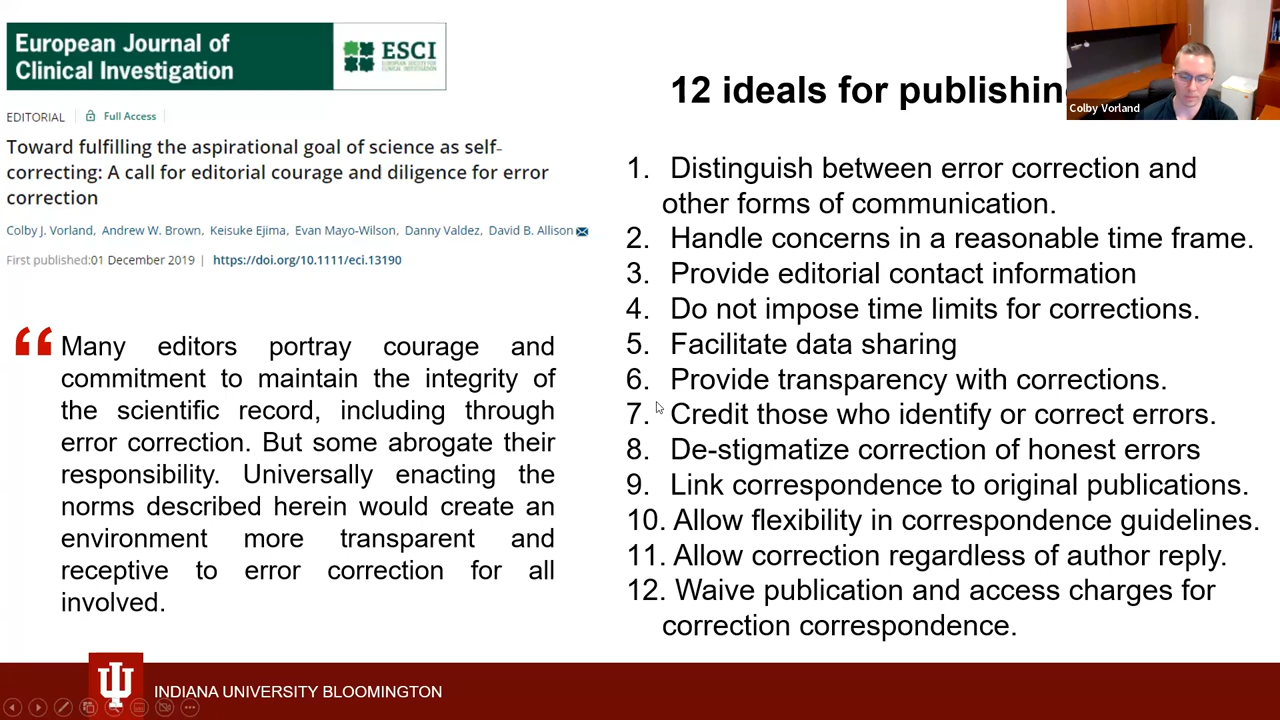 European Journal of
Clinical Investigation
ESCI
EDITORIAL
Full Access
Toward fulfilling the aspirational goal of science as self-
correcting: A call for editorial courage and diligence for error
correction
Colby J. Vorland, Andrew W. Brown, Keisuke Ejima, Evan Mayo-Wilson, Danny Valdez, David B. Allison
First published:01 December 2019 | https://doi.org/10.1111/eci.13190
“ Many editors portray courage and
commitment to maintain the integrity of
the scientific record, including through
error correction. But some abrogate their
responsibility. Universally enacting the
norms described herein would create an
environment more transparent and
receptive to error correction for all
involved.
12 ideals for publishin
Colby Vorland
1. Distinguish between error correction and
other forms of communication.
2. Handle concerns in a reasonable time frame.
3. Provide editorial contact information
4. Do not impose time limits for corrections.
5. Facilitate data sharing
6. Provide transparency with corrections.
7. Credit those who identify or correct errors.
8. De-stigmatize correction of honest errors
9. Link correspondence to original publications.
10. Allow flexibility in correspondence guidelines.
11. Allow correction regardless of author reply.
12. Waive publication and access charges for
correction correspondence.
INDIANA UNIVERSITY BLOOMINGTON